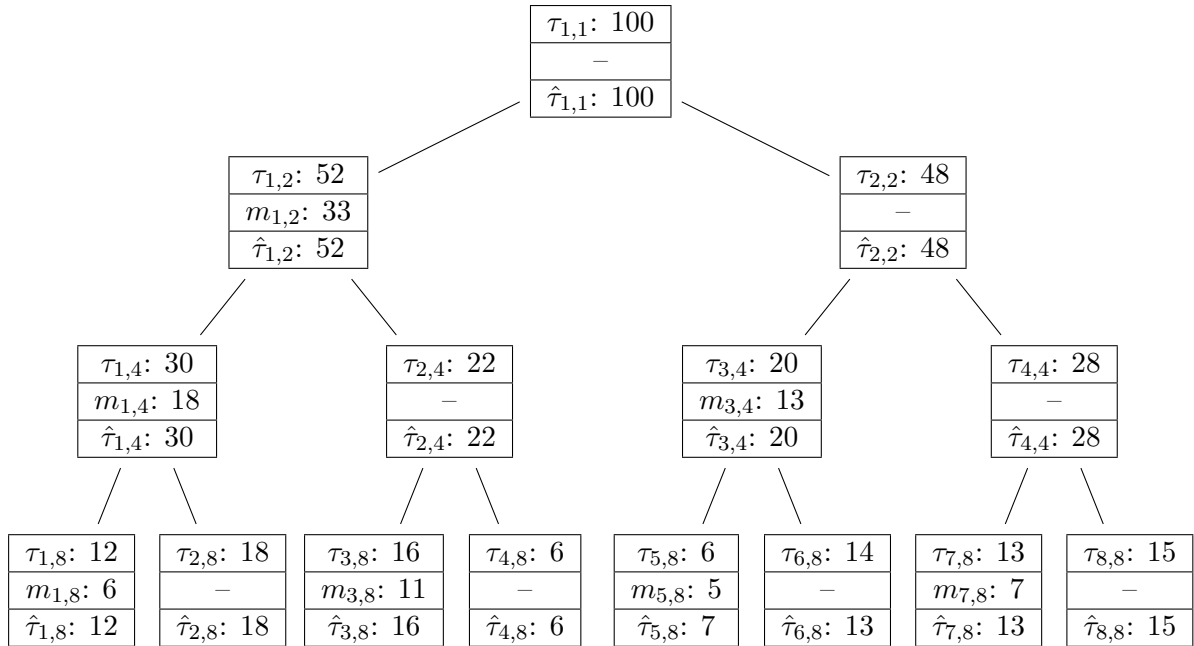 τ₁,₁: 100
–
τ̂₁,₁: 100
τ₁,₂: 52
m₁,₂: 33
τ̂₁,₂: 52
τ₂,₂: 48
–
τ̂₂,₂: 48
τ₁,₄: 30
m₁,₄: 18
τ̂₁,₄: 30
τ₂,₄: 22
–
τ̂₂,₄: 22
τ₃,₄: 20
m₃,₄: 13
τ̂₃,₄: 20
τ₄,₄: 28
–
τ̂₄,₄: 28
τ₁,₈: 12
m₁,₈: 6
τ̂₁,₈: 12
τ₂,₈: 18
–
τ̂₂,₈: 18
τ₃,₈: 16
m₃,₈: 11
τ̂₃,₈: 16
τ₄,₈: 6
–
τ̂₄,₈: 6
τ₅,₈: 6
m₅,₈: 5
τ̂₅,₈: 7
τ₆,₈: 14
–
τ̂₆,₈: 13
τ₇,₈: 13
m₇,₈: 7
τ̂₇,₈: 13
τ₈,₈: 15
–
τ̂₈,₈: 15